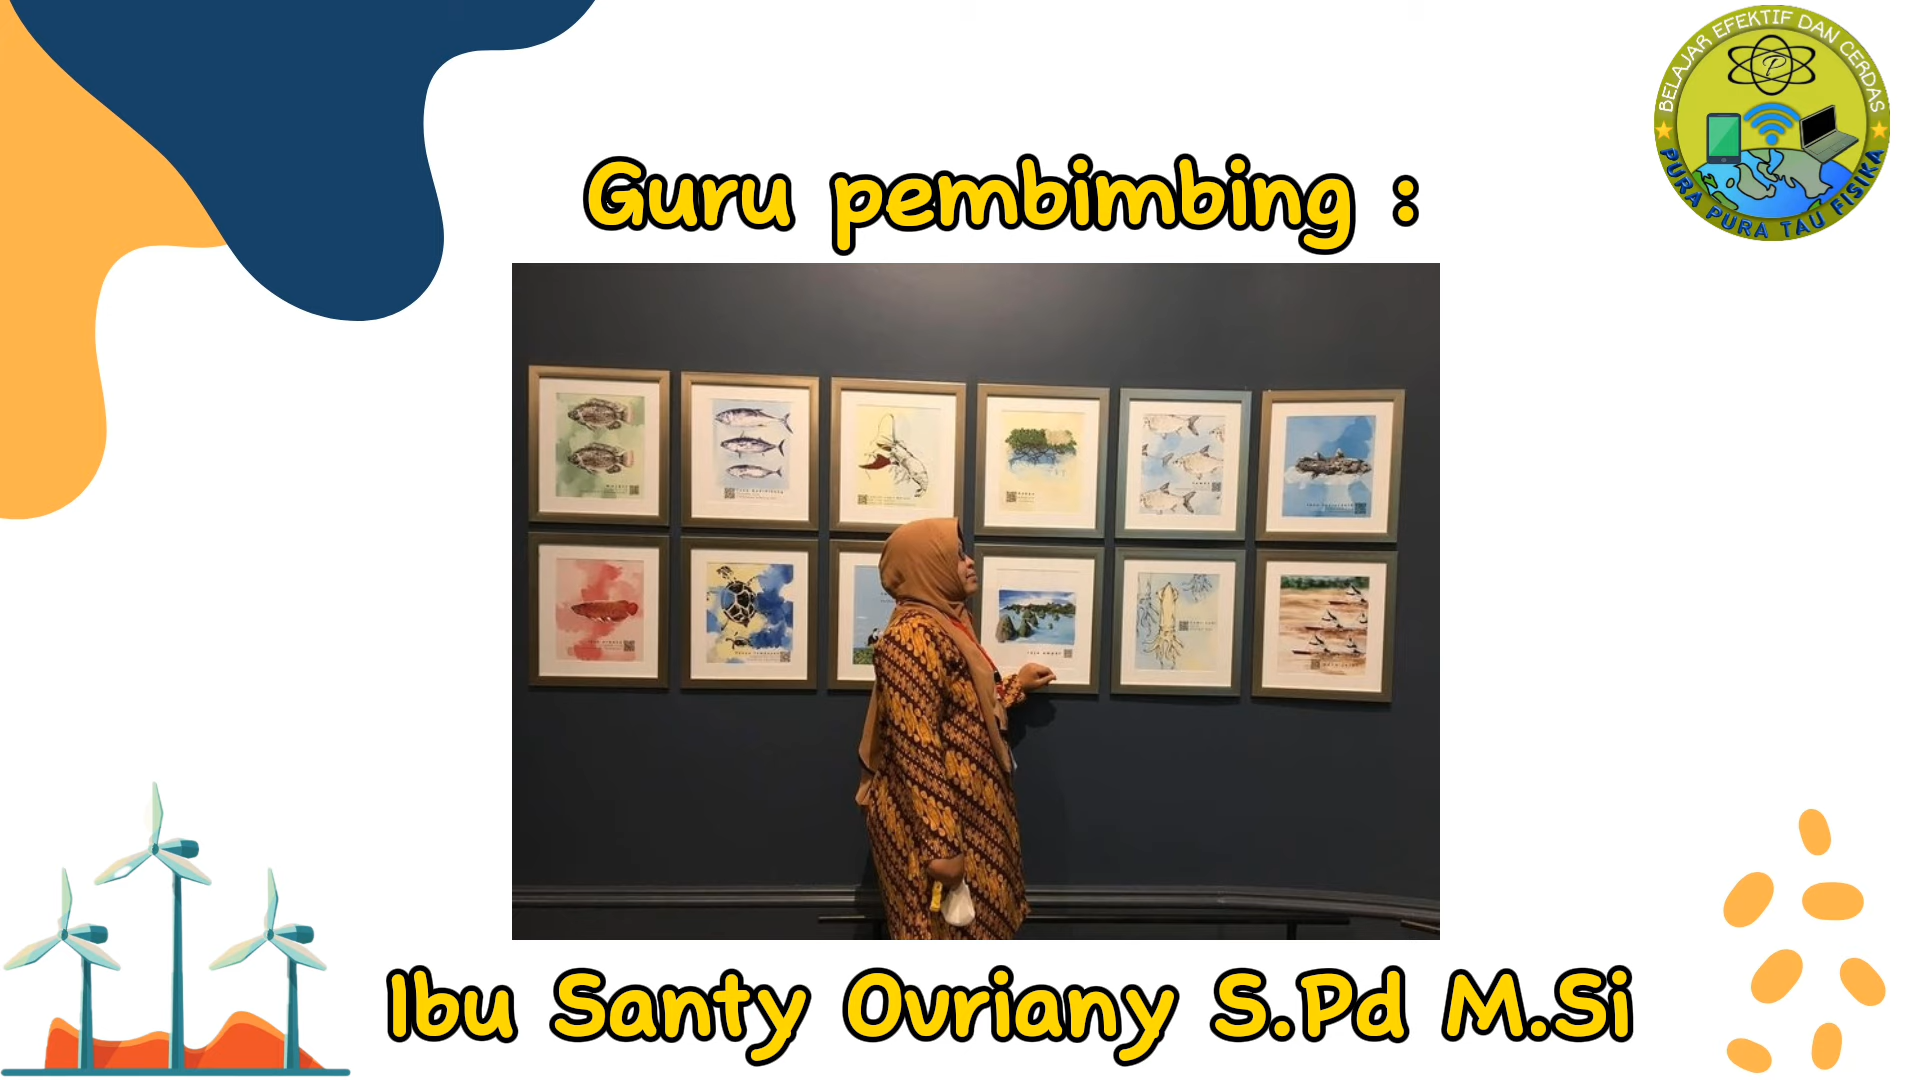 BELAJAR EFEKTIF DAN CERDAS
P
PURA PURA TAU FISIKA
Guru pembimbing :
Ibu Santy Ovriany S.Pd M.Si